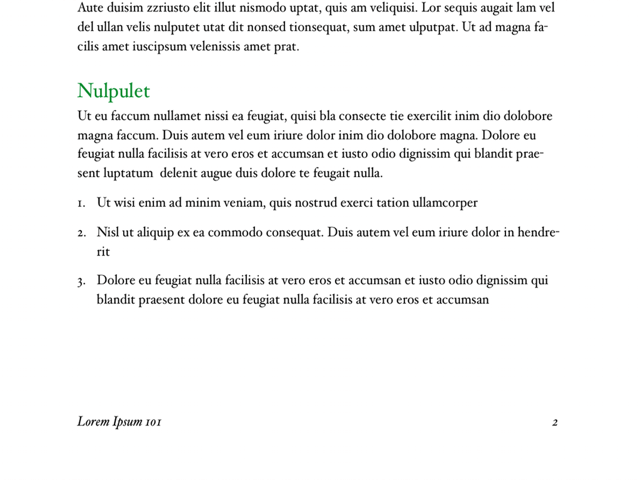 Aute duisim zzriusto elit illut nismodo uptat, quis am veliquisi. Lor sequis augait lam vel
del ullan velis nulputet utat dit nonsed tionsequat, sum amet ulputpat. Ut ad magna fa-
cilis amet iuscipsum velenissis amet prat.
Nulpulet
Ut eu faccum nullamet nissi ea feugiat, quisi bla consecte tie exercilit inim dio dolobore
magna faccum. Duis autem vel eum iriure dolor inim dio dolobore magna. Dolore eu
feugiat nulla facilisis at vero eros et accumsan et iusto odio dignissim qui blandit prae-
sent luptatum  delenit augue duis dolore te feugait nulla.
1. Ut wisi enim ad minim veniam, quis nostrud exerci tation ullamcorper
2. Nisl ut aliquip ex ea commodo consequat. Duis autem vel eum iriure dolor in hendre-
rit
3. Dolore eu feugiat nulla facilisis at vero eros et accumsan et iusto odio dignissim qui
blandit praesent dolore eu feugiat nulla facilisis at vero eros et accumsan
Lorem Ipsum 101 2